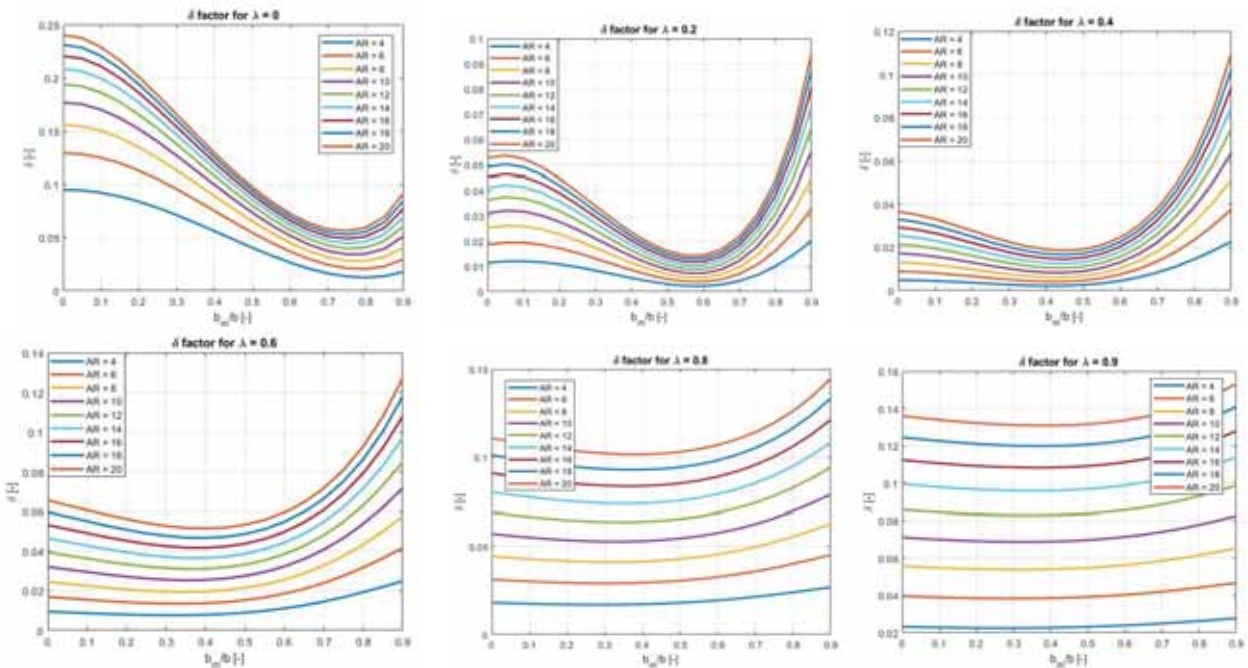 δ factor for λ = 0
0.25
0.2
0.15
0.1
0.05
0
δ [-]
AR = 4
AR = 6
AR = 8
AR = 10
AR = 12
AR = 14
AR = 16
AR = 18
AR = 20
0 0.1 0.2 0.3 0.4 0.5 0.6 0.7 0.8 0.9
b_m/b [-]
δ factor for λ = 0.2
0.1
0.09
0.08
0.07
0.06
0.05
0.04
0.03
0.02
0.01
0
δ [-]
AR = 4
AR = 6
AR = 8
AR = 10
AR = 12
AR = 14
AR = 16
AR = 18
AR = 20
0 0.1 0.2 0.3 0.4 0.5 0.6 0.7 0.8 0.9
b_m/b [-]
δ factor for λ = 0.4
0.12
0.1
0.08
0.06
0.04
0.02
0
δ [-]
AR = 4
AR = 6
AR = 8
AR = 10
AR = 12
AR = 14
AR = 16
AR = 18
AR = 20
0 0.1 0.2 0.3 0.4 0.5 0.6 0.7 0.8 0.9
b_m/b [-]
δ factor for λ = 0.6
0.14
0.12
0.1
0.08
0.06
0.04
0.02
0
δ [-]
AR = 4
AR = 6
AR = 8
AR = 10
AR = 12
AR = 14
AR = 16
AR = 18
AR = 20
0 0.1 0.2 0.3 0.4 0.5 0.6 0.7 0.8 0.9
b_m/b [-]
δ factor for λ = 0.8
0.15
0.1
0.05
0
δ [-]
AR = 4
AR = 6
AR = 8
AR = 10
AR = 12
AR = 14
AR = 16
AR = 18
AR = 20
0 0.1 0.2 0.3 0.4 0.5 0.6 0.7 0.8 0.9
b_m/b [-]
δ factor for λ = 0.9
0.16
0.14
0.12
0.1
0.08
0.06
0.04
0.02
δ [-]
AR = 4
AR = 6
AR = 8
AR = 10
AR = 12
AR = 14
AR = 16
AR = 18
AR = 20
0 0.1 0.2 0.3 0.4 0.5 0.6 0.7 0.8 0.9
b_m/b [-]